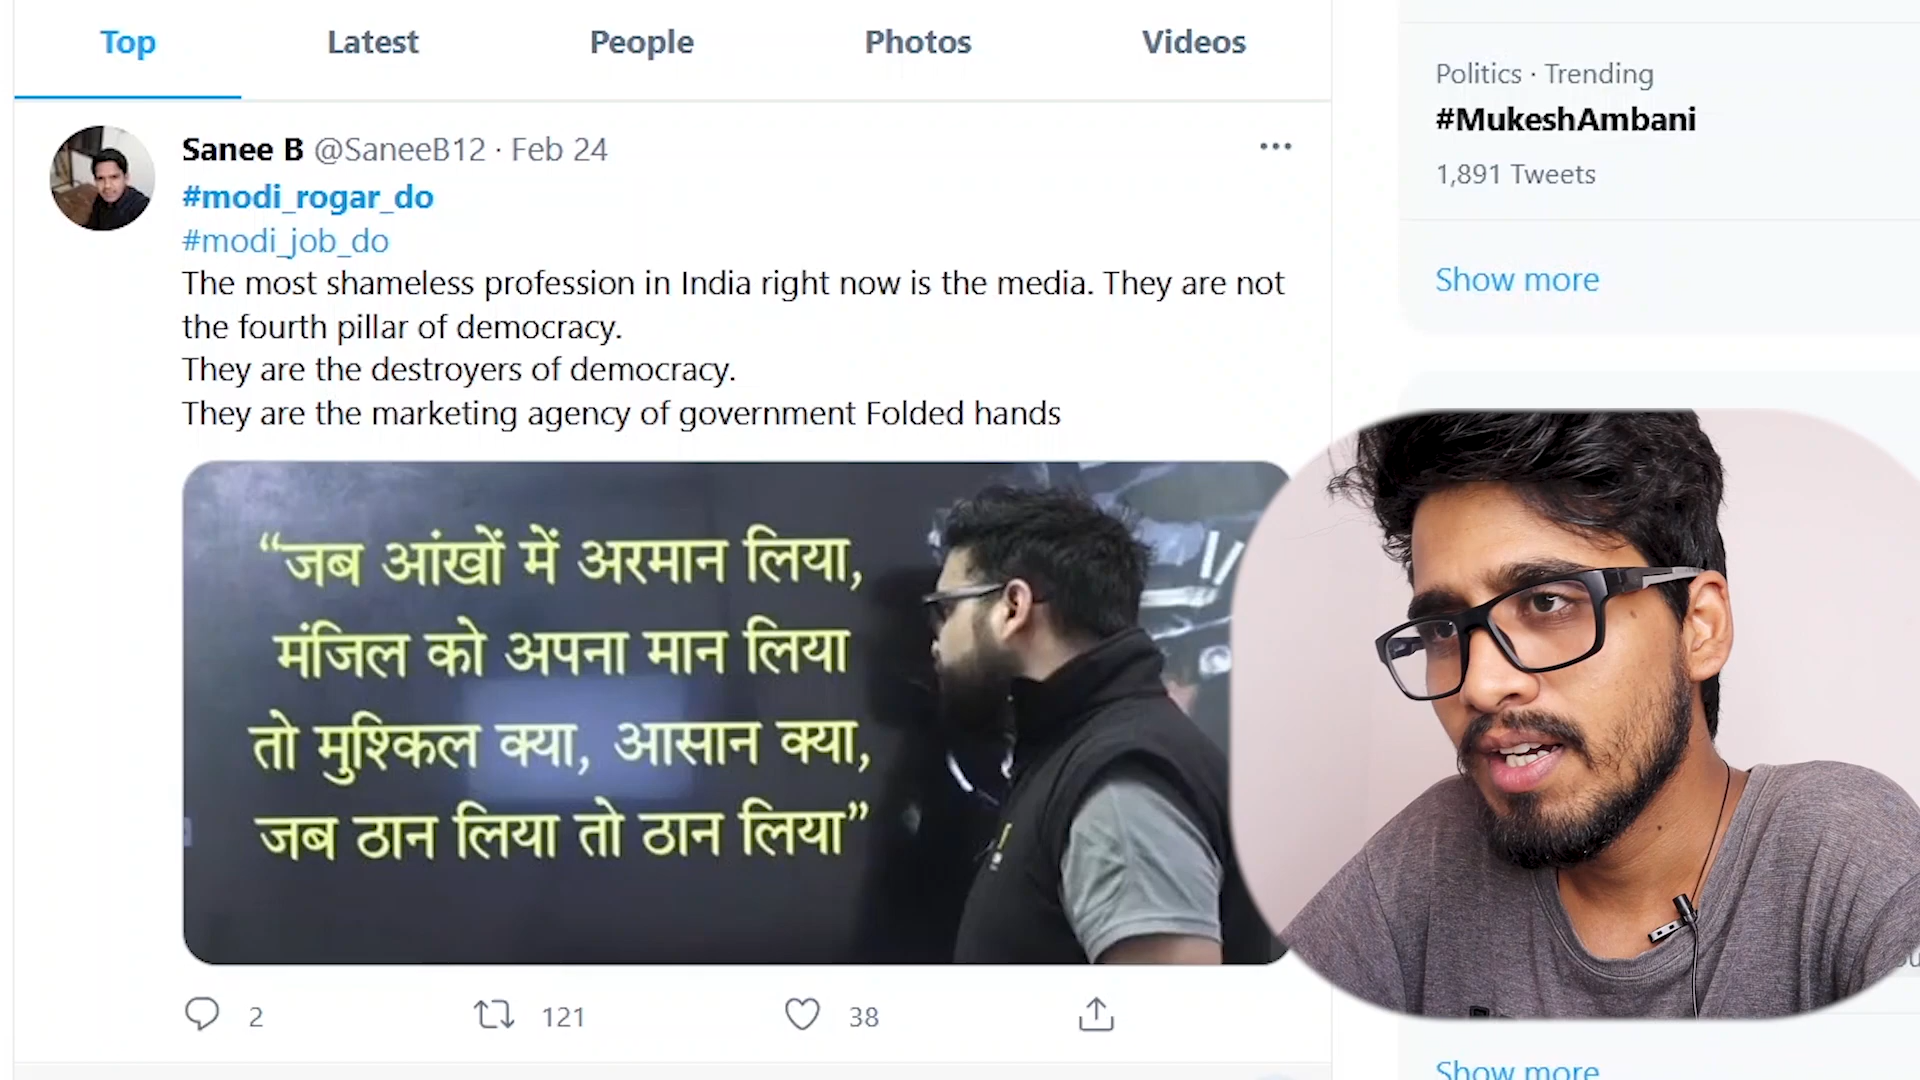 Top Latest People Photos Videos
Sanee B @SaneeB12 · Feb 24
#modi_rogar_do
#modi_job_do
The most shameless profession in India right now is the media. They are not
the fourth pillar of democracy.
They are the destroyers of democracy.
They are the marketing agency of government Folded hands
“जब आंखों में अरमान लिया,
मंजिल को अपना मान लिया
तो मुश्किल क्या, आसान क्या,
जब ठान लिया तो ठान लिया”
2 121 38
Politics · Trending
#MukeshAmbani
1,891 Tweets
Show more
Show more